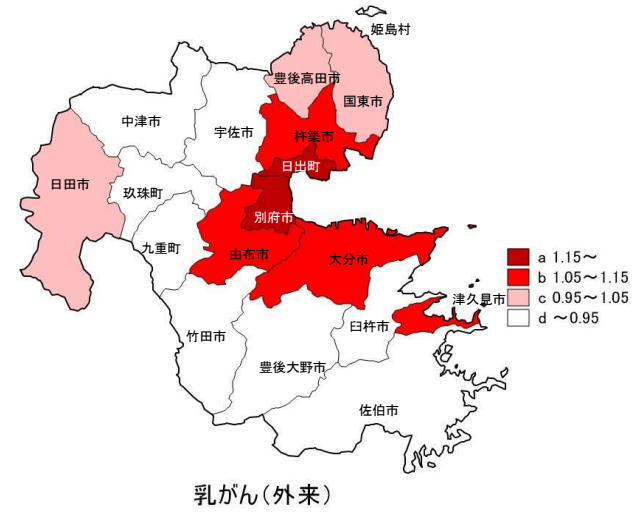 姫島村
豊後高田市
国東市
中津市
宇佐市
杵築市
日出町
日田市
玖珠町
別府市
九重町
由布市
大分市
a 1.15～
b 1.05～1.15
c 0.95～1.05
d ～0.95
津久見市
臼杵市
竹田市
豊後大野市
佐伯市
乳がん（外来）